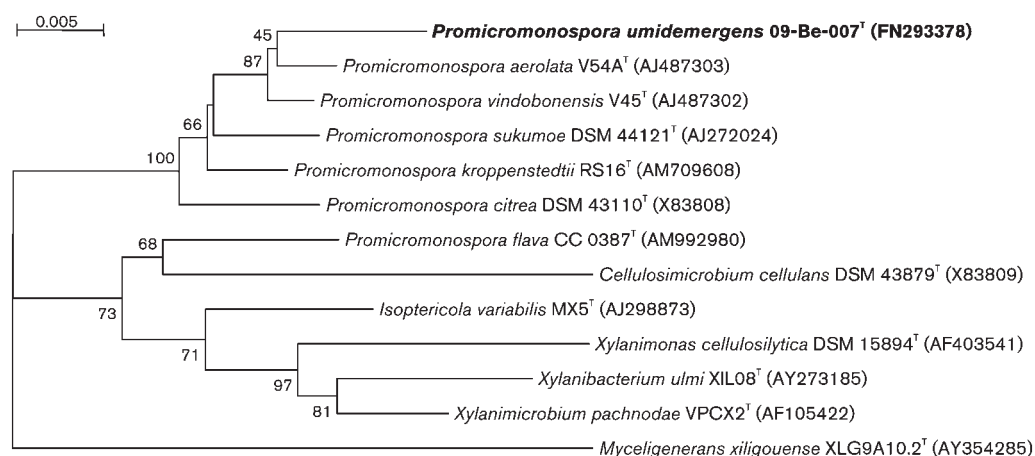 0.005
45
Promicromonospora umidemergens 09-Be-007ᵀ (FN293378)
87
Promicromonospora aerolata V54Aᵀ (AJ487303)
Promicromonospora vindobonensis V45ᵀ (AJ487302)
66
Promicromonospora sukumoe DSM 44121ᵀ (AJ272024)
100
Promicromonospora kroppenstedtii RS16ᵀ (AM709608)
Promicromonospora citrea DSM 43110ᵀ (X83808)
68
Promicromonospora flava CC 0387ᵀ (AM992980)
Cellulosimicrobium cellulans DSM 43879ᵀ (X83809)
73
Isoptericola variabilis MX5ᵀ (AJ298873)
71
Xylanimonas cellulosilytica DSM 15894ᵀ (AF403541)
97
Xylanibacterium ulmi XIL08ᵀ (AY273185)
81
Xylanimicrobium pachnodae VPCX2ᵀ (AF105422)
Myceligenerans xiligouense XLG9A10.2ᵀ (AY354285)